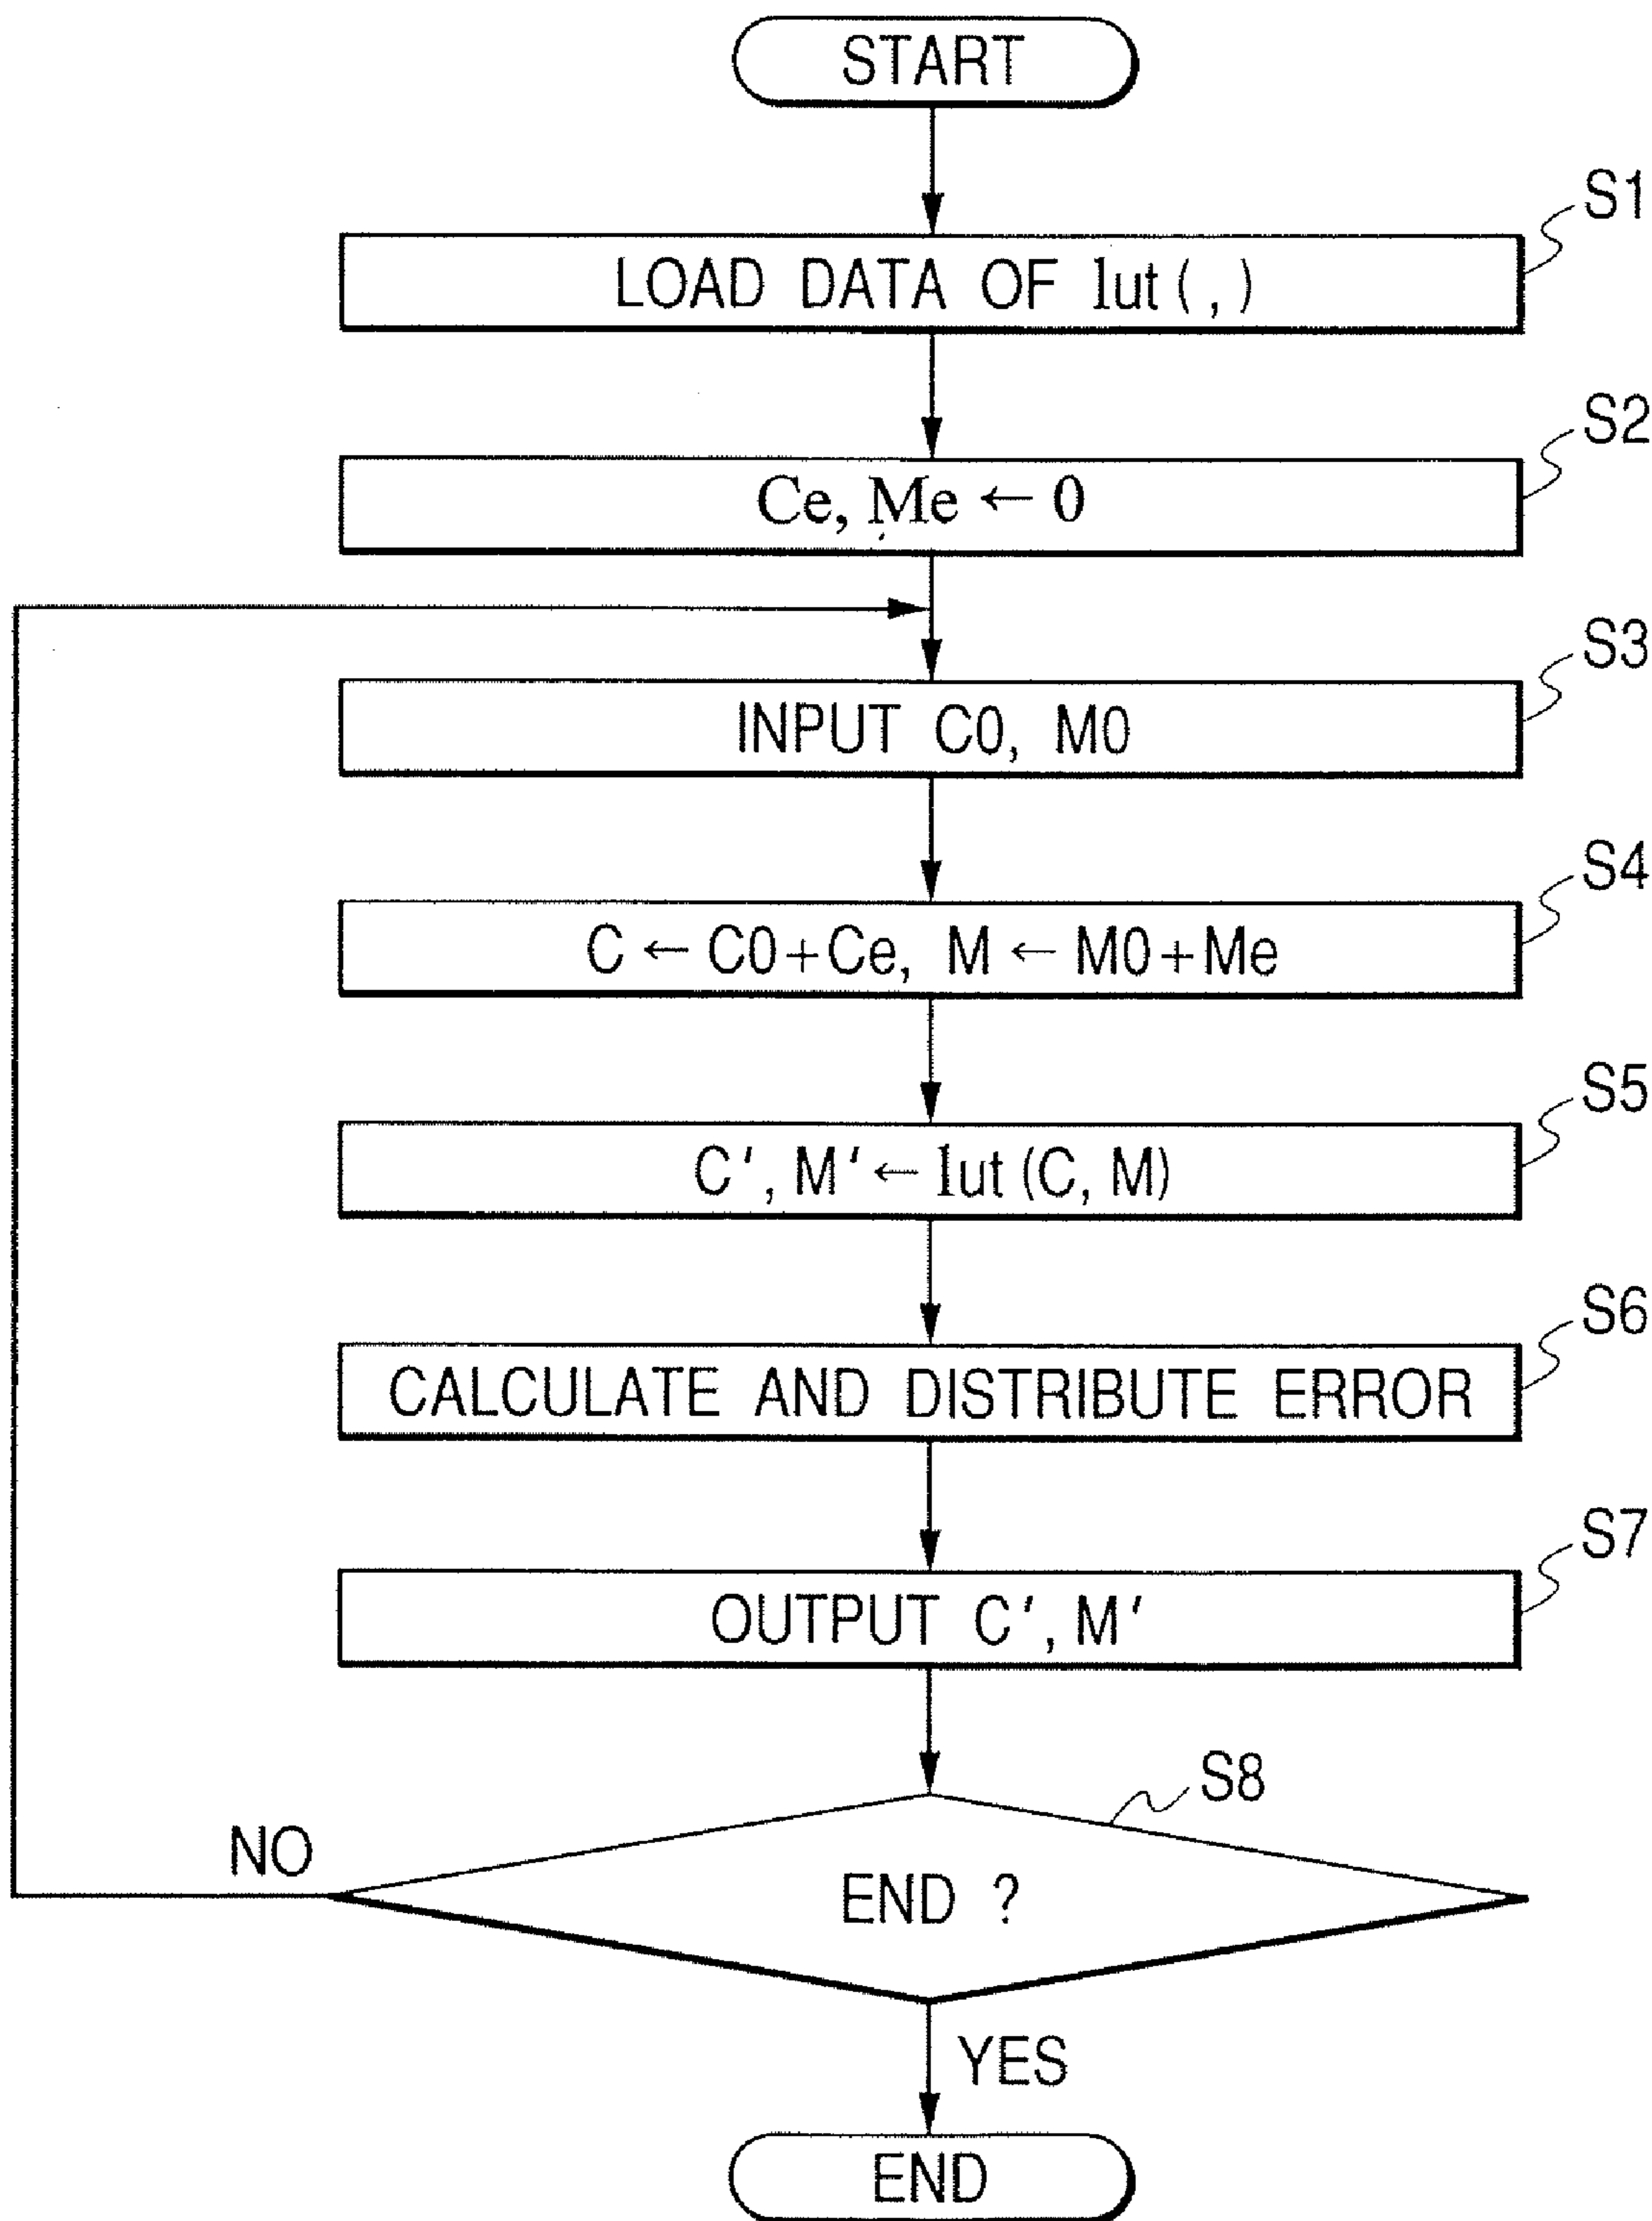 START
S1
LOAD DATA OF lut ( , )
S2
Ce, Me ← 0
S3
INPUT C0, M0
S4
C ← C0+Ce, M ← M0+Me
S5
C', M' ← lut (C, M)
S6
CALCULATE AND DISTRIBUTE ERROR
S7
OUTPUT C', M'
S8
NO
END ?
YES
END